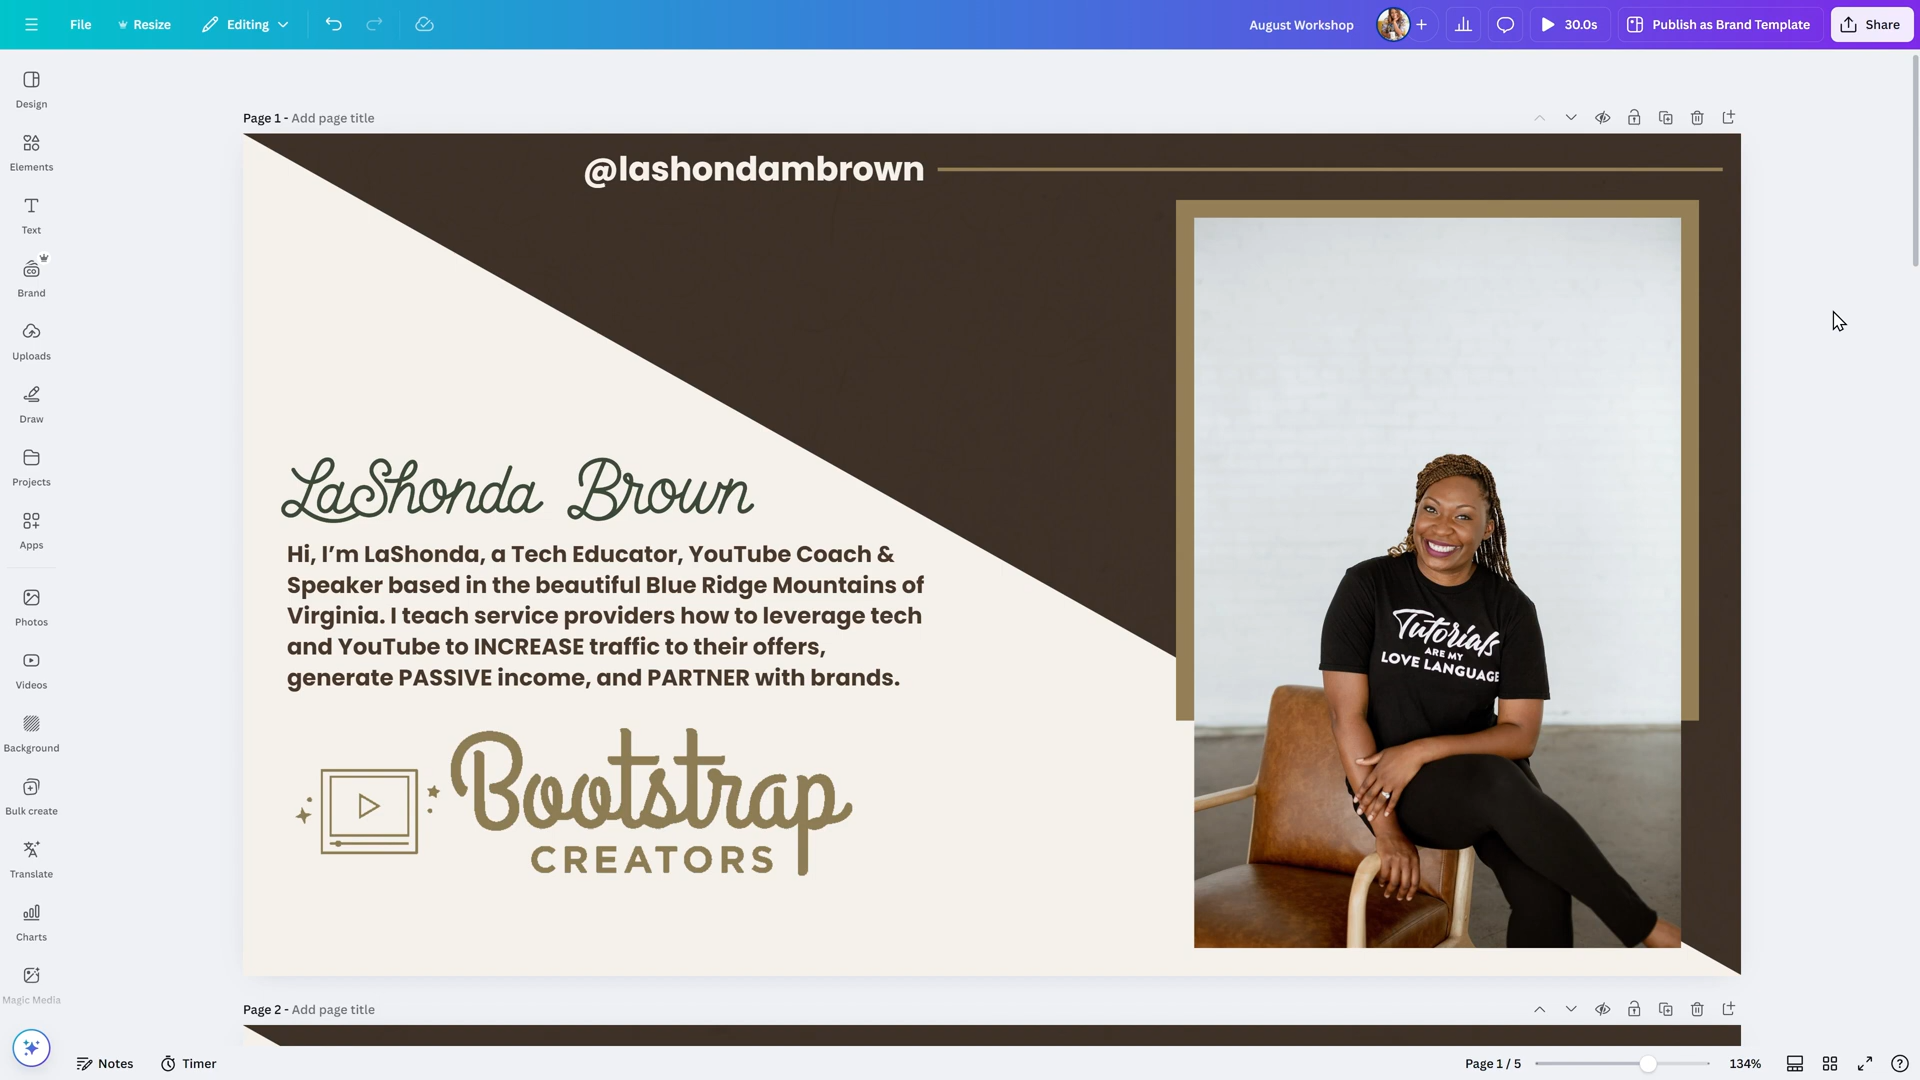 File
Resize
Editing
August Workshop
30.0s
Publish as Brand Template
Share
Design
Elements
Text
Brand
Uploads
Draw
Projects
Apps
Photos
Videos
Background
Bulk create
Translate
Charts
Magic Media
Page 1 - Add page title
@lashondambrown
LaShonda Brown
Hi, I’m LaShonda, a Tech Educator, YouTube Coach &
Speaker based in the beautiful Blue Ridge Mountains of
Virginia. I teach service providers how to leverage tech
and YouTube to INCREASE traffic to their offers,
generate PASSIVE income, and PARTNER with brands.
Bootstrap
CREATORS
Tutorials
ARE MY
LOVE LANGUAGE
Page 2 - Add page title
Notes
Timer
Page 1 / 5
134%